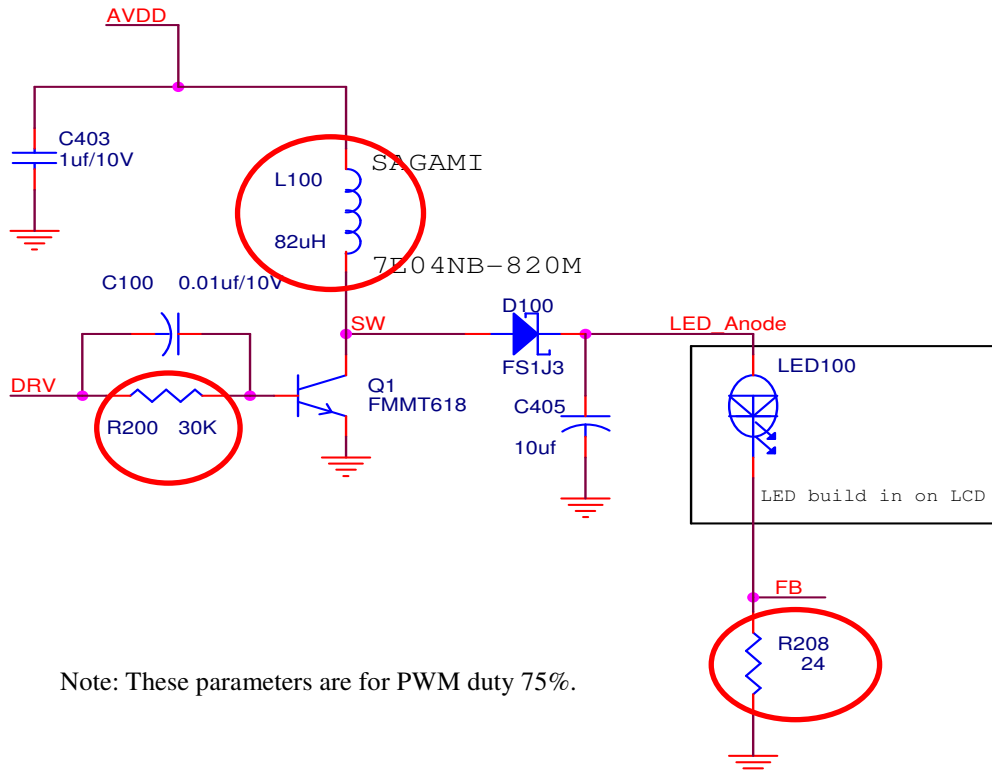 AVDD
C403
1uf/10V
SAGAMI
L100
82uH
7E04NB-820M
C100 0.01uf/10V
SW
D100
FS1J3
LED_Anode
LED100
DRV
R200 30K
Q1
FMMT618
C405
10uf
LED build in on LCD
FB
R208
24
Note: These parameters are for PWM duty 75%.